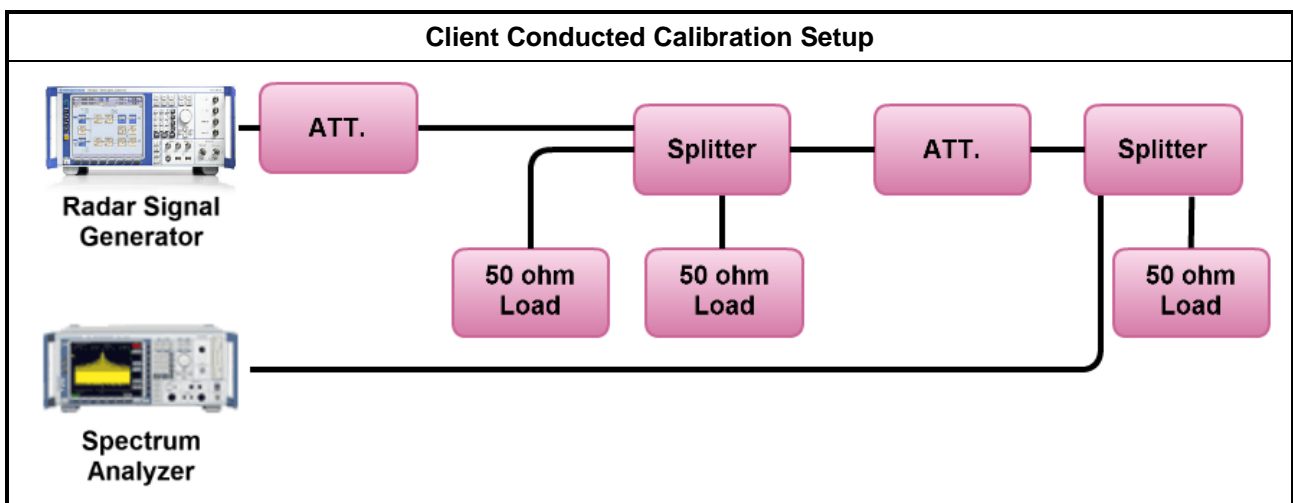 Client Conducted Calibration Setup
ATT.
Splitter
ATT.
Splitter
Radar Signal
Generator
50 ohm
Load
50 ohm
Load
50 ohm
Load
Spectrum
Analyzer